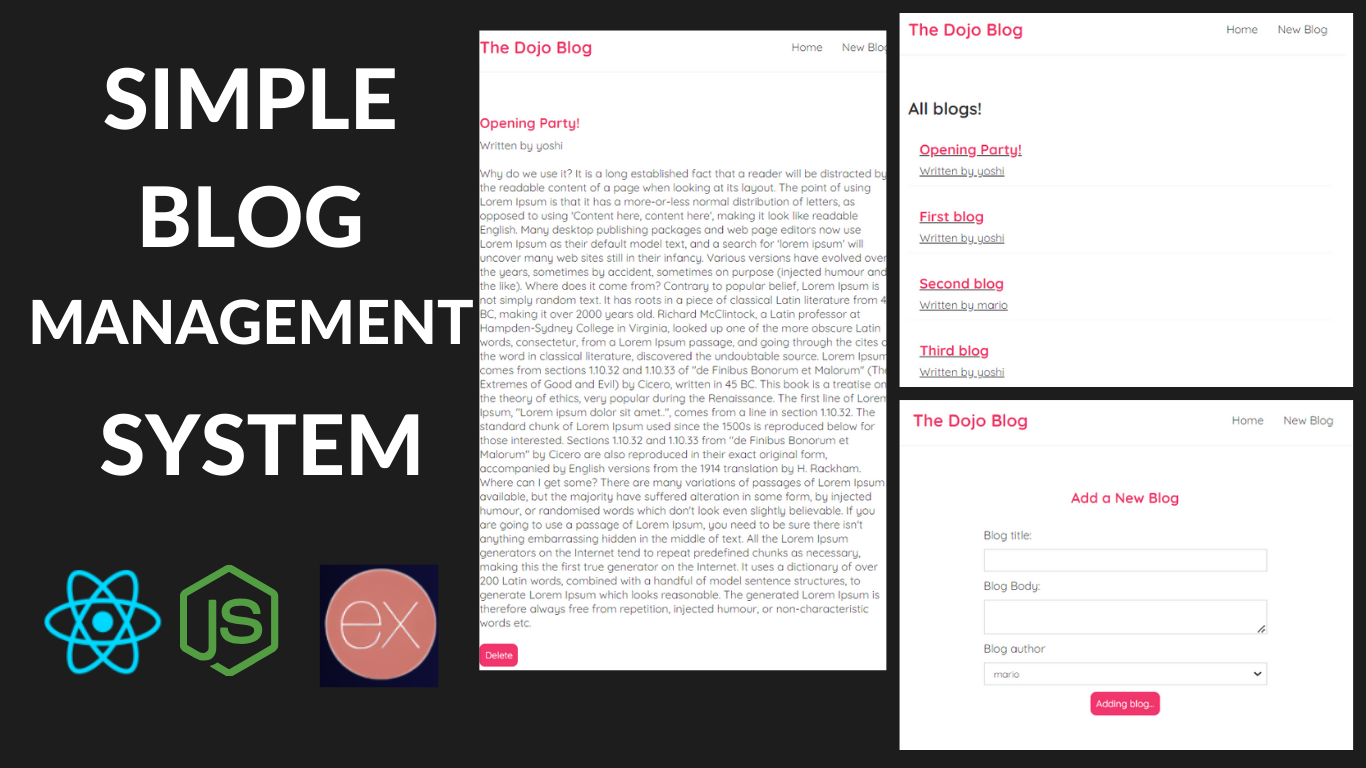 SIMPLE
BLOG
MANAGEMENT
SYSTEM
JS
ex
The Dojo Blog
Home New Blo
Opening Party!
Written by yoshi
Why do we use it? It is a long established fact that a reader will be distracted by
the readable content of a page when looking at its layout. The point of using
Lorem Ipsum is that it has a more-or-less normal distribution of letters, as
opposed to using 'Content here, content here', making it look like readable
English. Many desktop publishing packages and web page editors now use
Lorem Ipsum as their default model text, and a search for 'lorem ipsum' will
uncover many web sites still in their infancy. Various versions have evolved over
the years, sometimes by accident, sometimes on purpose (injected humour and
the like). Where does it come from? Contrary to popular belief, Lorem Ipsum is
not simply random text. It has roots in a piece of classical Latin literature from 4
BC, making it over 2000 years old. Richard McClintock, a Latin professor at
Hampden-Sydney College in Virginia, looked up one of the more obscure Latin
words, consectetur, from a Lorem Ipsum passage, and going through the cites o
the word in classical literature, discovered the undoubtable source. Lorem Ipsum
comes from sections 1.10.32 and 1.10.33 of "de Finibus Bonorum et Malorum" (The
Extremes of Good and Evil) by Cicero, written in 45 BC. This book is a treatise on
the theory of ethics, very popular during the Renaissance. The first line of Lorem
Ipsum, "Lorem ipsum dolor sit amet..", comes from a line in section 1.10.32. The
standard chunk of Lorem Ipsum used since the 1500s is reproduced below for
those interested. Sections 1.10.32 and 1.10.33 from "de Finibus Bonorum et
Malorum" by Cicero are also reproduced in their exact original form,
accompanied by English versions from the 1914 translation by H. Rackham.
Where can I get some? There are many variations of passages of Lorem Ipsum
available, but the majority have suffered alteration in some form, by injected
humour, or randomised words which don't look even slightly believable. If you
are going to use a passage of Lorem Ipsum, you need to be sure there isn't
anything embarrassing hidden in the middle of text. All the Lorem Ipsum
generators on the Internet tend to repeat predefined chunks as necessary,
making this the first true generator on the Internet. It uses a dictionary of over
200 Latin words, combined with a handful of model sentence structures, to
generate Lorem Ipsum which looks reasonable. The generated Lorem Ipsum is
therefore always free from repetition, injected humour, or non-characteristic
words etc.
Delete
The Dojo Blog
Home New Blog
All blogs!
Opening Party!
Written by yoshi
First blog
Written by yoshi
Second blog
Written by mario
Third blog
Written by yoshi
The Dojo Blog
Home New Blog
Add a New Blog
Blog title:
Blog Body:
Blog author
mario
Adding blog...